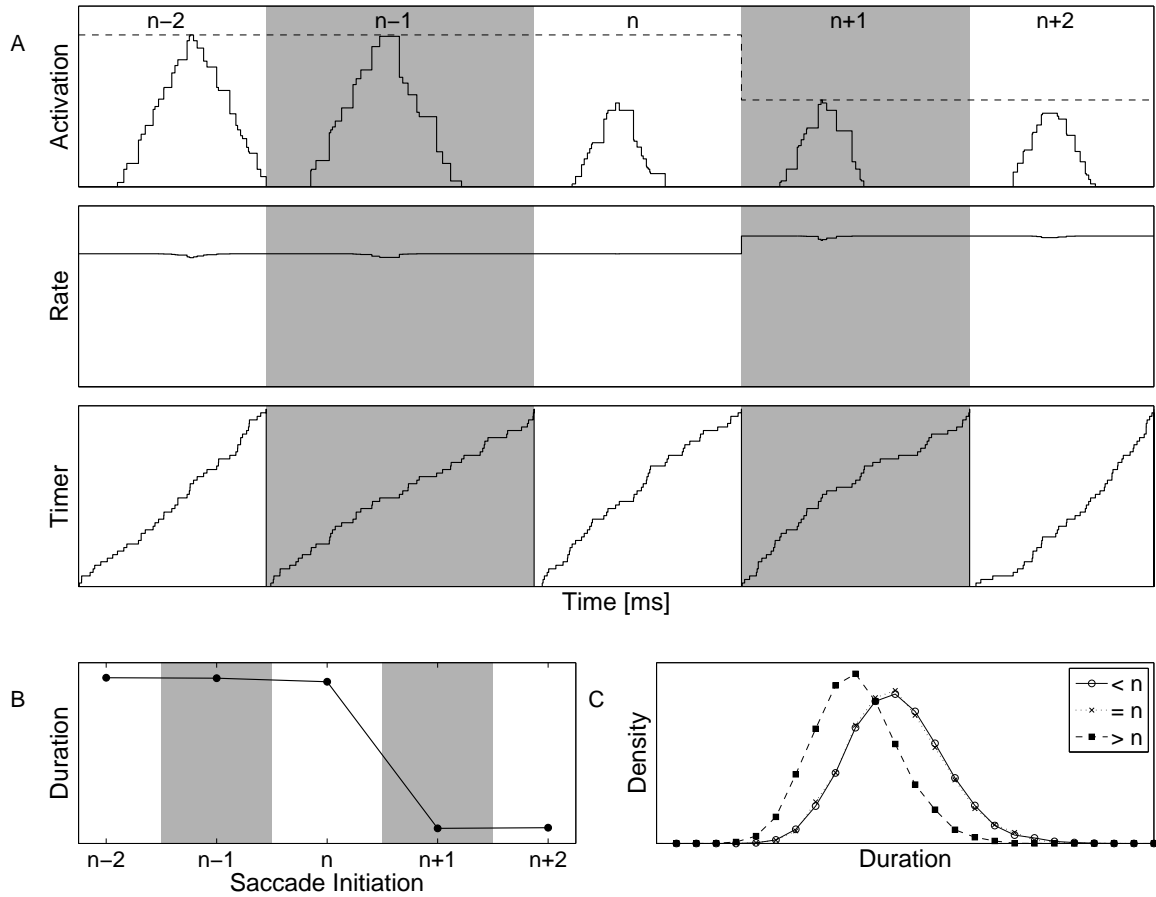 A
n−2
n−1
n
n+1
n+2
Activation
Rate
Timer
Time [ms]
B
Duration
n−2
n−1
n
n+1
n+2
Saccade Initiation
C
Density
< n
= n
> n
Duration